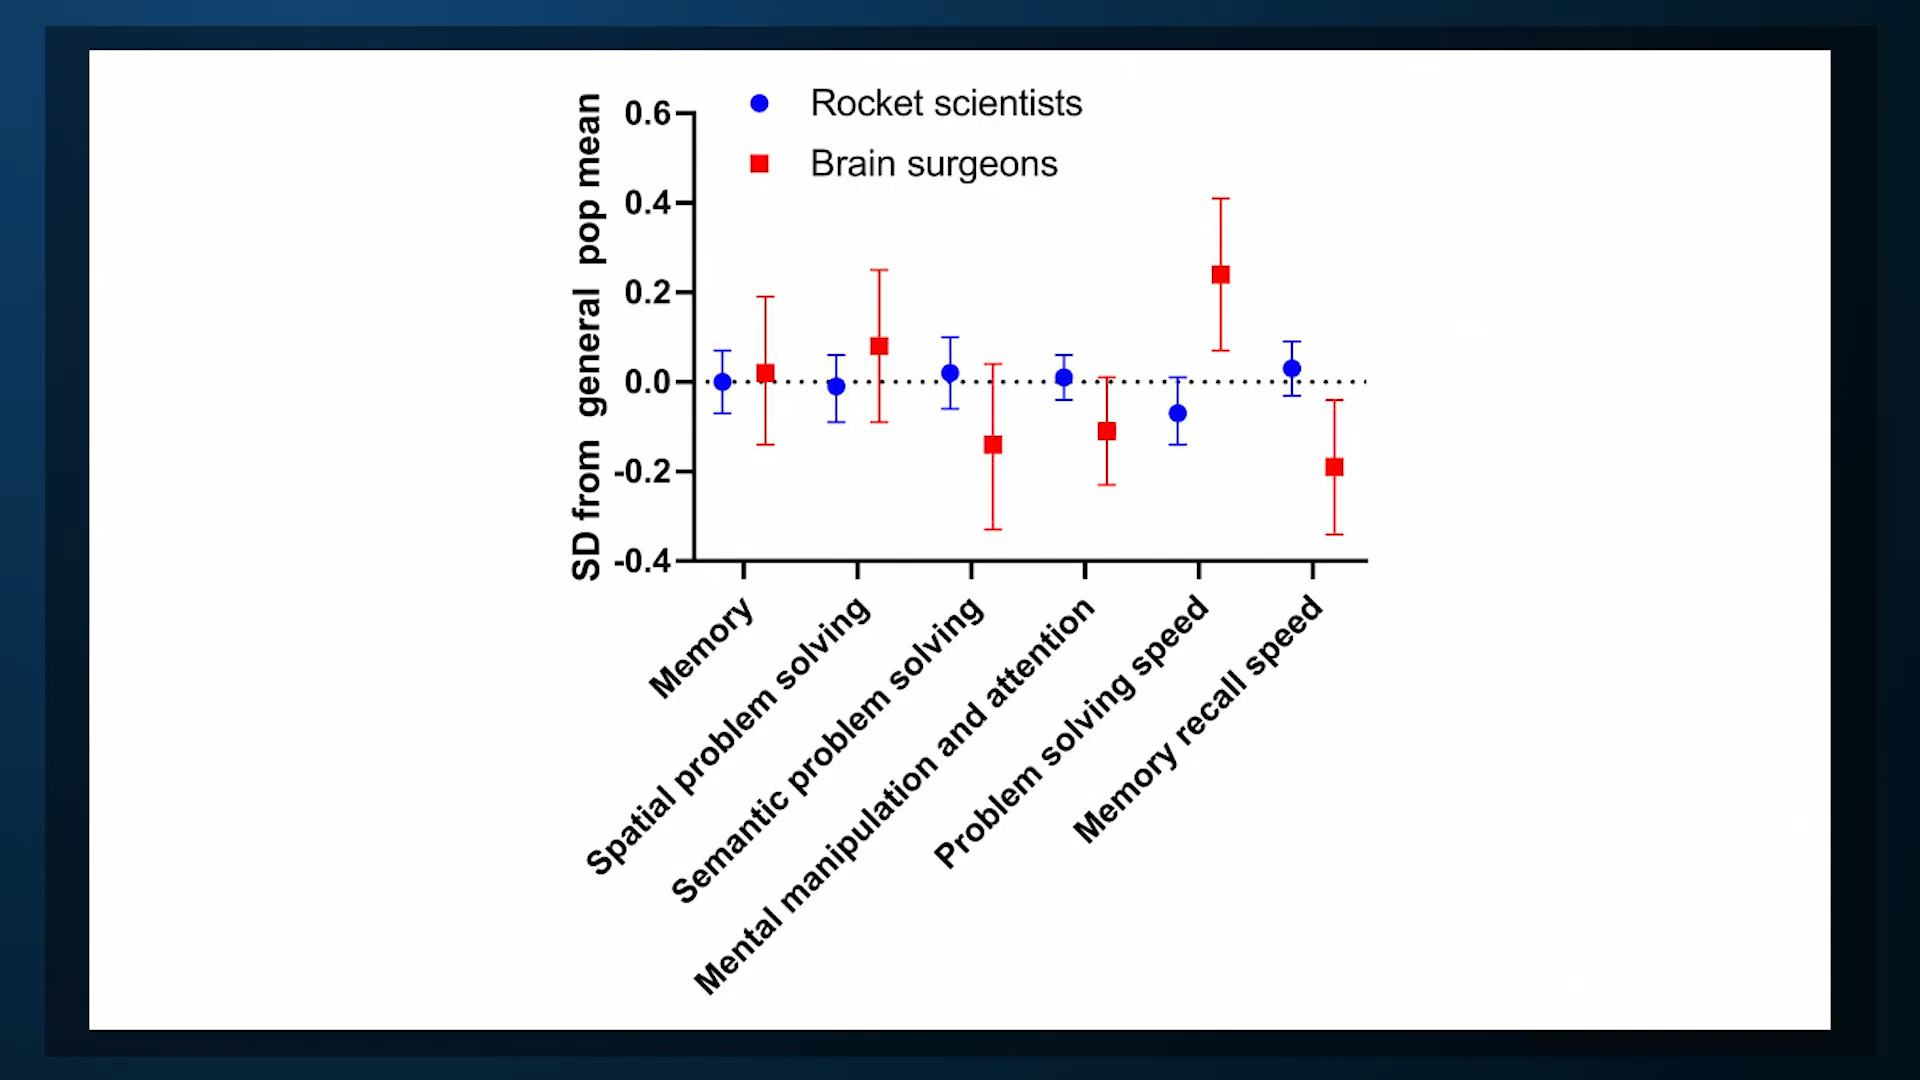 Rocket scientists
Brain surgeons
SD from general pop mean
0.6
0.4
0.2
0.0
-0.2
-0.4
Memory
Spatial problem solving
Semantic problem solving
Mental manipulation and attention
Problem solving speed
Memory recall speed